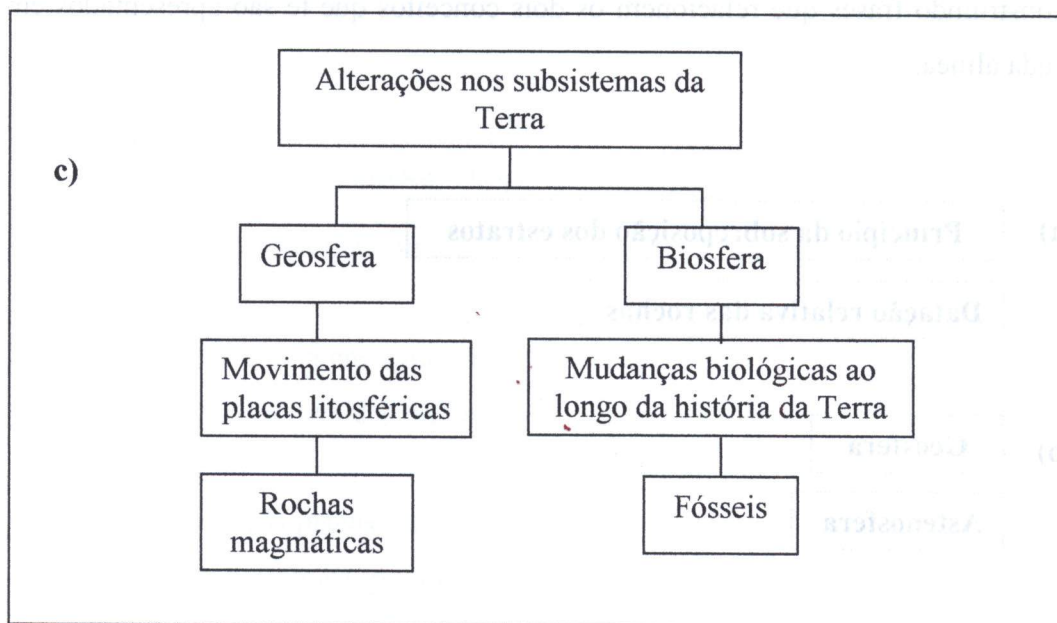 Alterações nos subsistemas da
Terra
c)
Geosfera
Biosfera
Movimento das
placas litosféricas
Mudanças biológicas ao
longo da história da Terra
Rochas
magmáticas
Fósseis